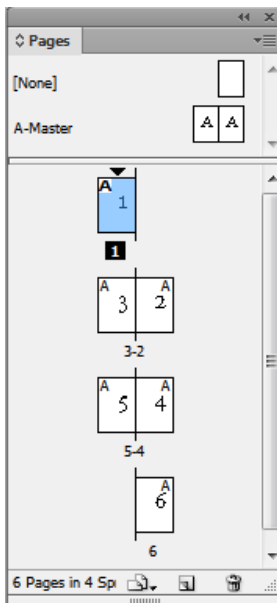 Pages
[None]
A-Master
A A
A
1
1
A A
3 2
3-2
A A
5 4
5-4
A
6
6
6 Pages in 4 Spr